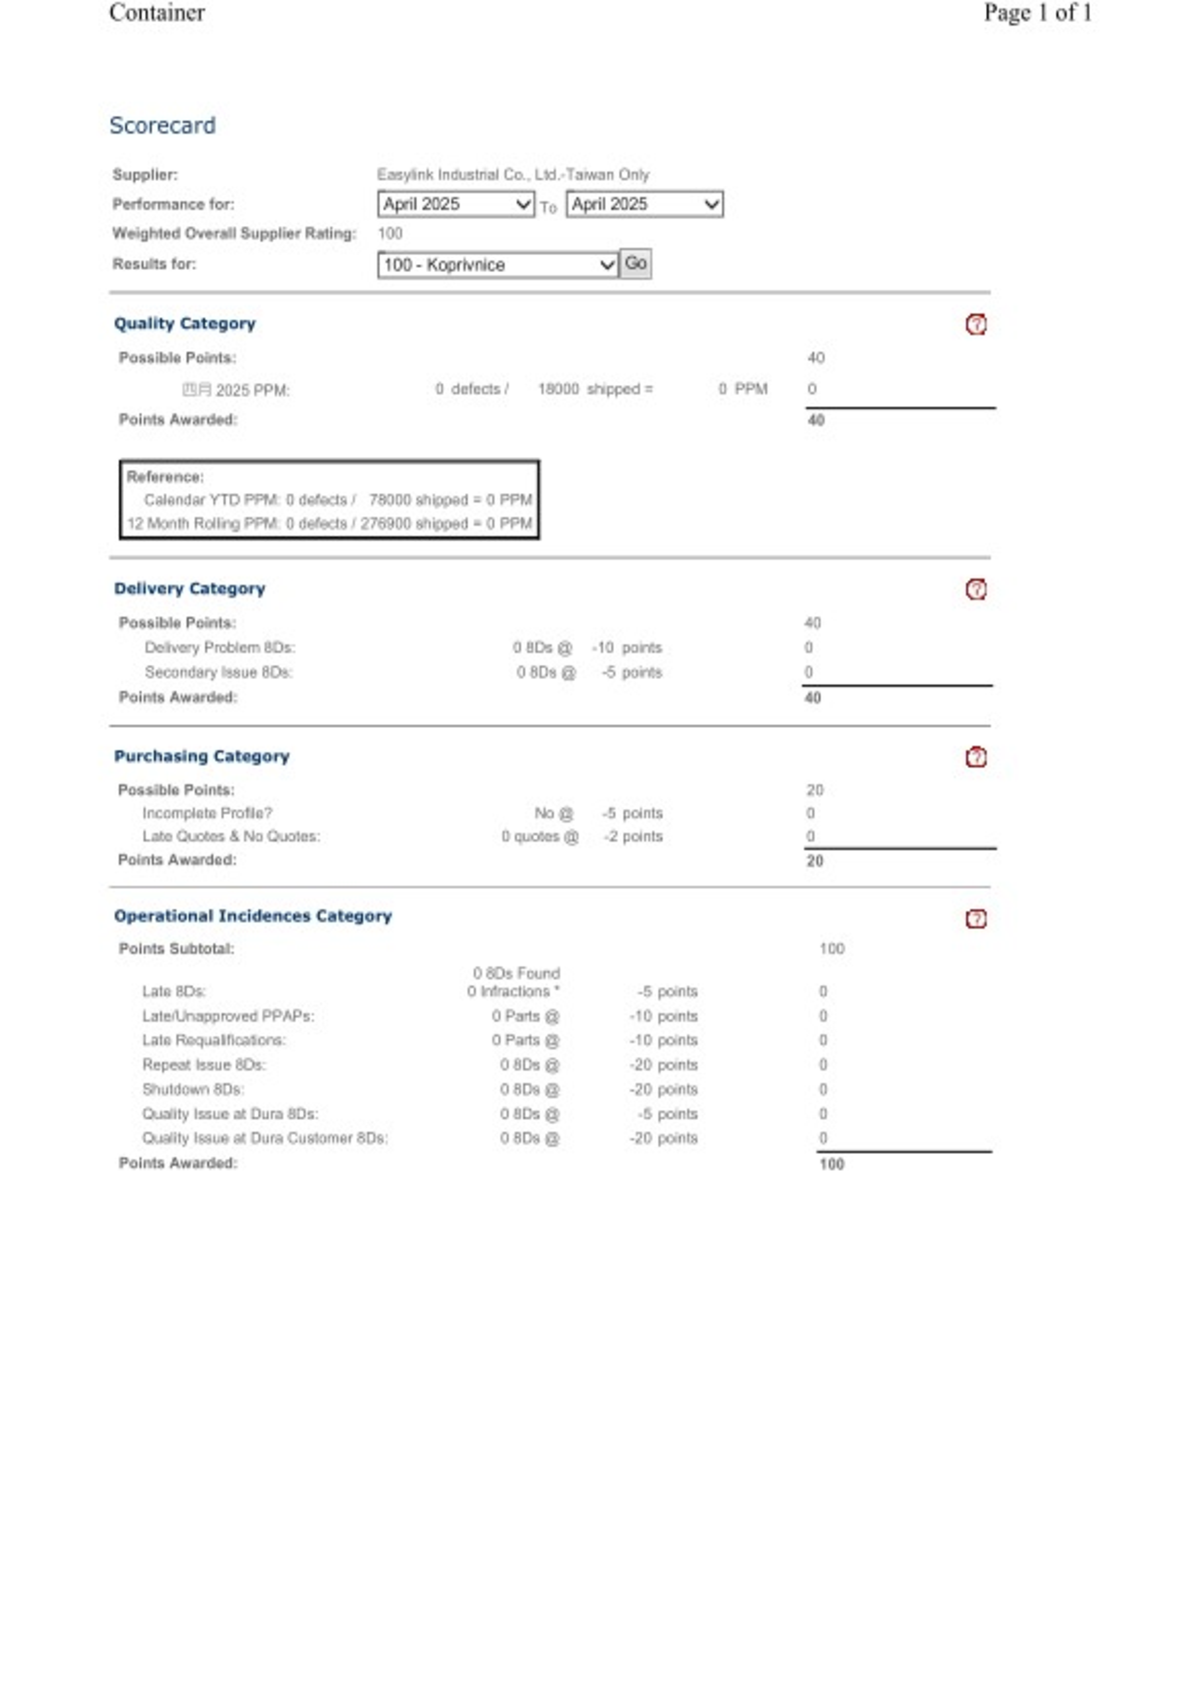 Container Page 1 of 1
Scorecard
Supplier: Easylink Industrial Co., Ltd.-Taiwan Only
Performance for: April 2025 To April 2025
Weighted Overall Supplier Rating: 100
Results for: 100 - Koprivnice Go
Quality Category ?
Possible Points: 40
四月 2025 PPM: 0 defects / 18000 shipped = 0 PPM 0
Points Awarded: 40
Reference:
Calendar YTD PPM: 0 defects / 78000 shipped = 0 PPM
12 Month Rolling PPM: 0 defects / 276900 shipped = 0 PPM
Delivery Category ?
Possible Points: 40
Delivery Problem 8Ds: 0 8Ds @ -10 points 0
Secondary Issue 8Ds: 0 8Ds @ -5 points 0
Points Awarded: 40
Purchasing Category ?
Possible Points: 20
Incomplete Profile? No @ -5 points 0
Late Quotes & No Quotes: 0 quotes @ -2 points 0
Points Awarded: 20
Operational Incidences Category ?
Points Subtotal: 100
0 8Ds Found
Late 8Ds: 0 Infractions * -5 points 0
Late/Unapproved PPAPs: 0 Parts @ -10 points 0
Late Requalifications: 0 Parts @ -10 points 0
Repeat Issue 8Ds: 0 8Ds @ -20 points 0
Shutdown 8Ds: 0 8Ds @ -20 points 0
Quality Issue at Dura 8Ds: 0 8Ds @ -5 points 0
Quality Issue at Dura Customer 8Ds: 0 8Ds @ -20 points 0
Points Awarded: 100